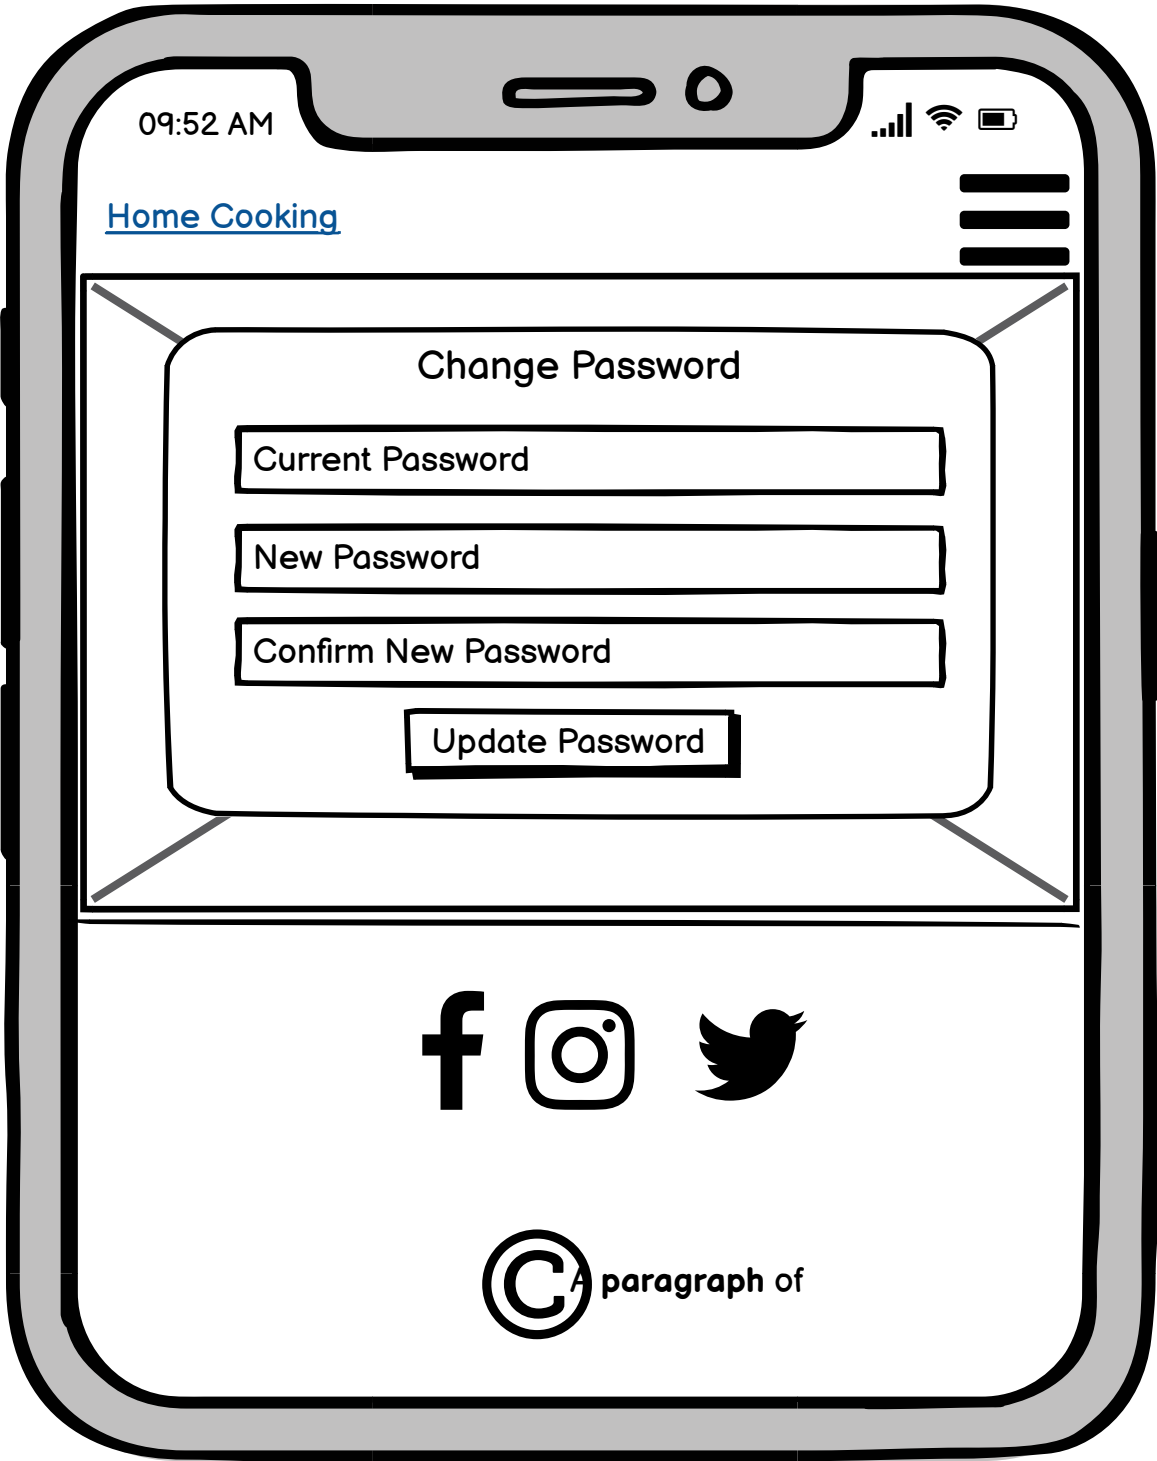 09:52 AM
Home Cooking
Change Password
Current Password
New Password
Confirm New Password
Update Password
© A paragraph of